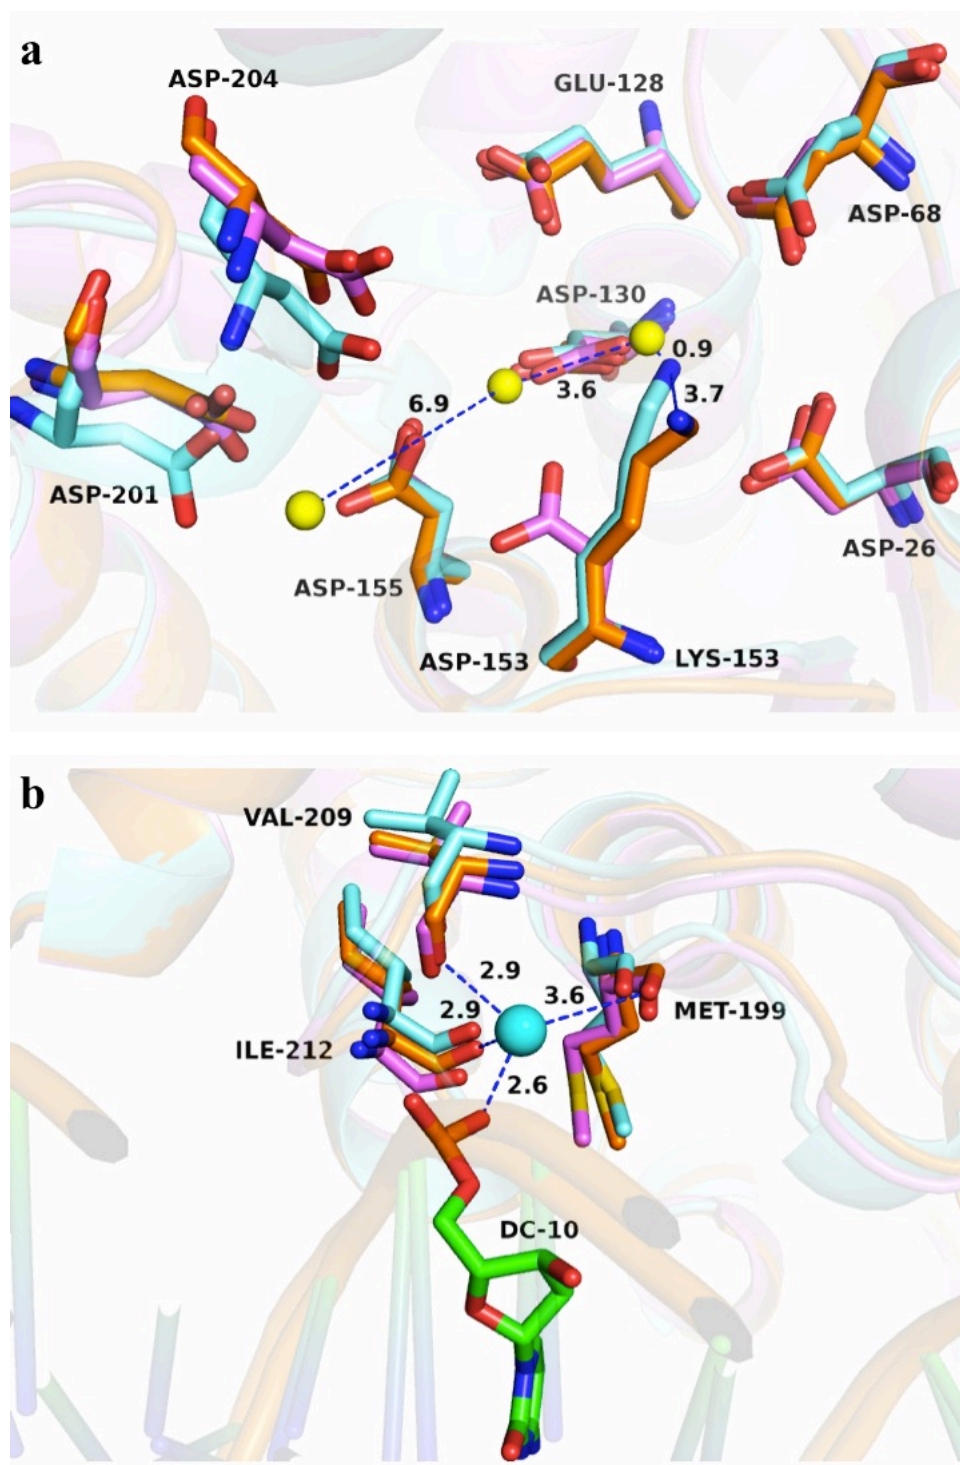 a
ASP-204
GLU-128
ASP-68
ASP-130
0.9
3.6
3.7
6.9
ASP-201
ASP-26
ASP-155
ASP-153
LYS-153
b
VAL-209
2.9
3.6
2.9
MET-199
ILE-212
2.6
DC-10